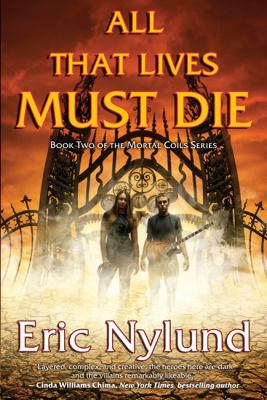 ALL
THAT LIVES
MUST DIE
BOOK TWO OF THE MORTAL COILS SERIES
Eric Nylund
Layered, complex, and creative, the heroes here are dark
and the villains remarkably likeable.
Cinda Williams Chima, New York Times, bestselling author